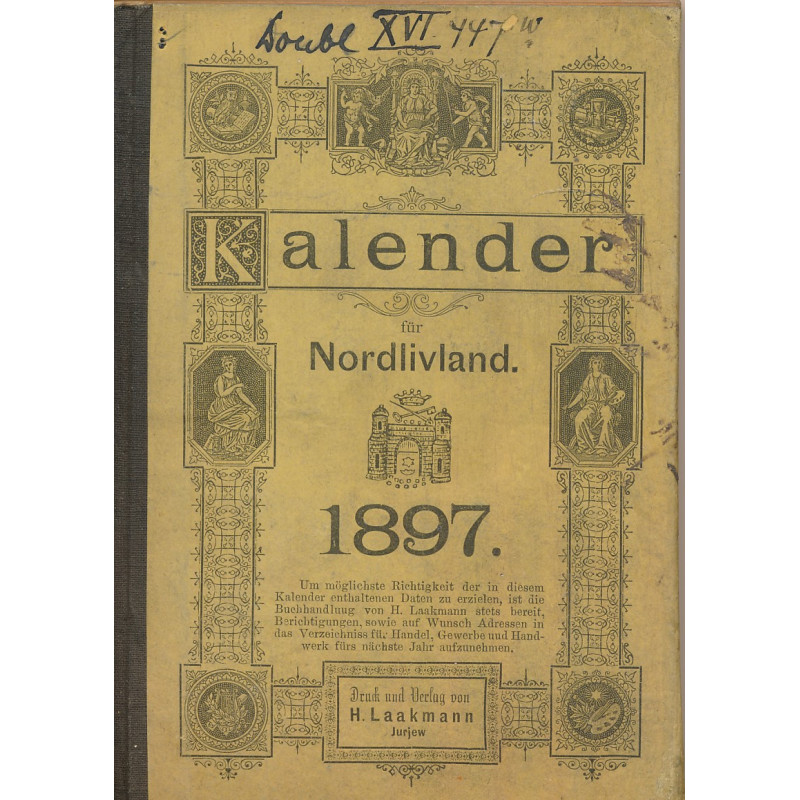 Doubl XVI. 447 w
Kalender
für
Nordlivland.
1897.
Um möglichste Richtigkeit der in diesem
Kalender enthaltenen Daten zu erzielen, ist die
Buchhandluug von H. Laakmann stets bereit,
Berichtigungen, sowie auf Wunsch Adressen in
das Verzeichniss für Handel, Gewerbe und Hand-
werk fürs nächste Jahr aufzunehmen.
Druck und Verlag von
H. Laakmann
Jurjew